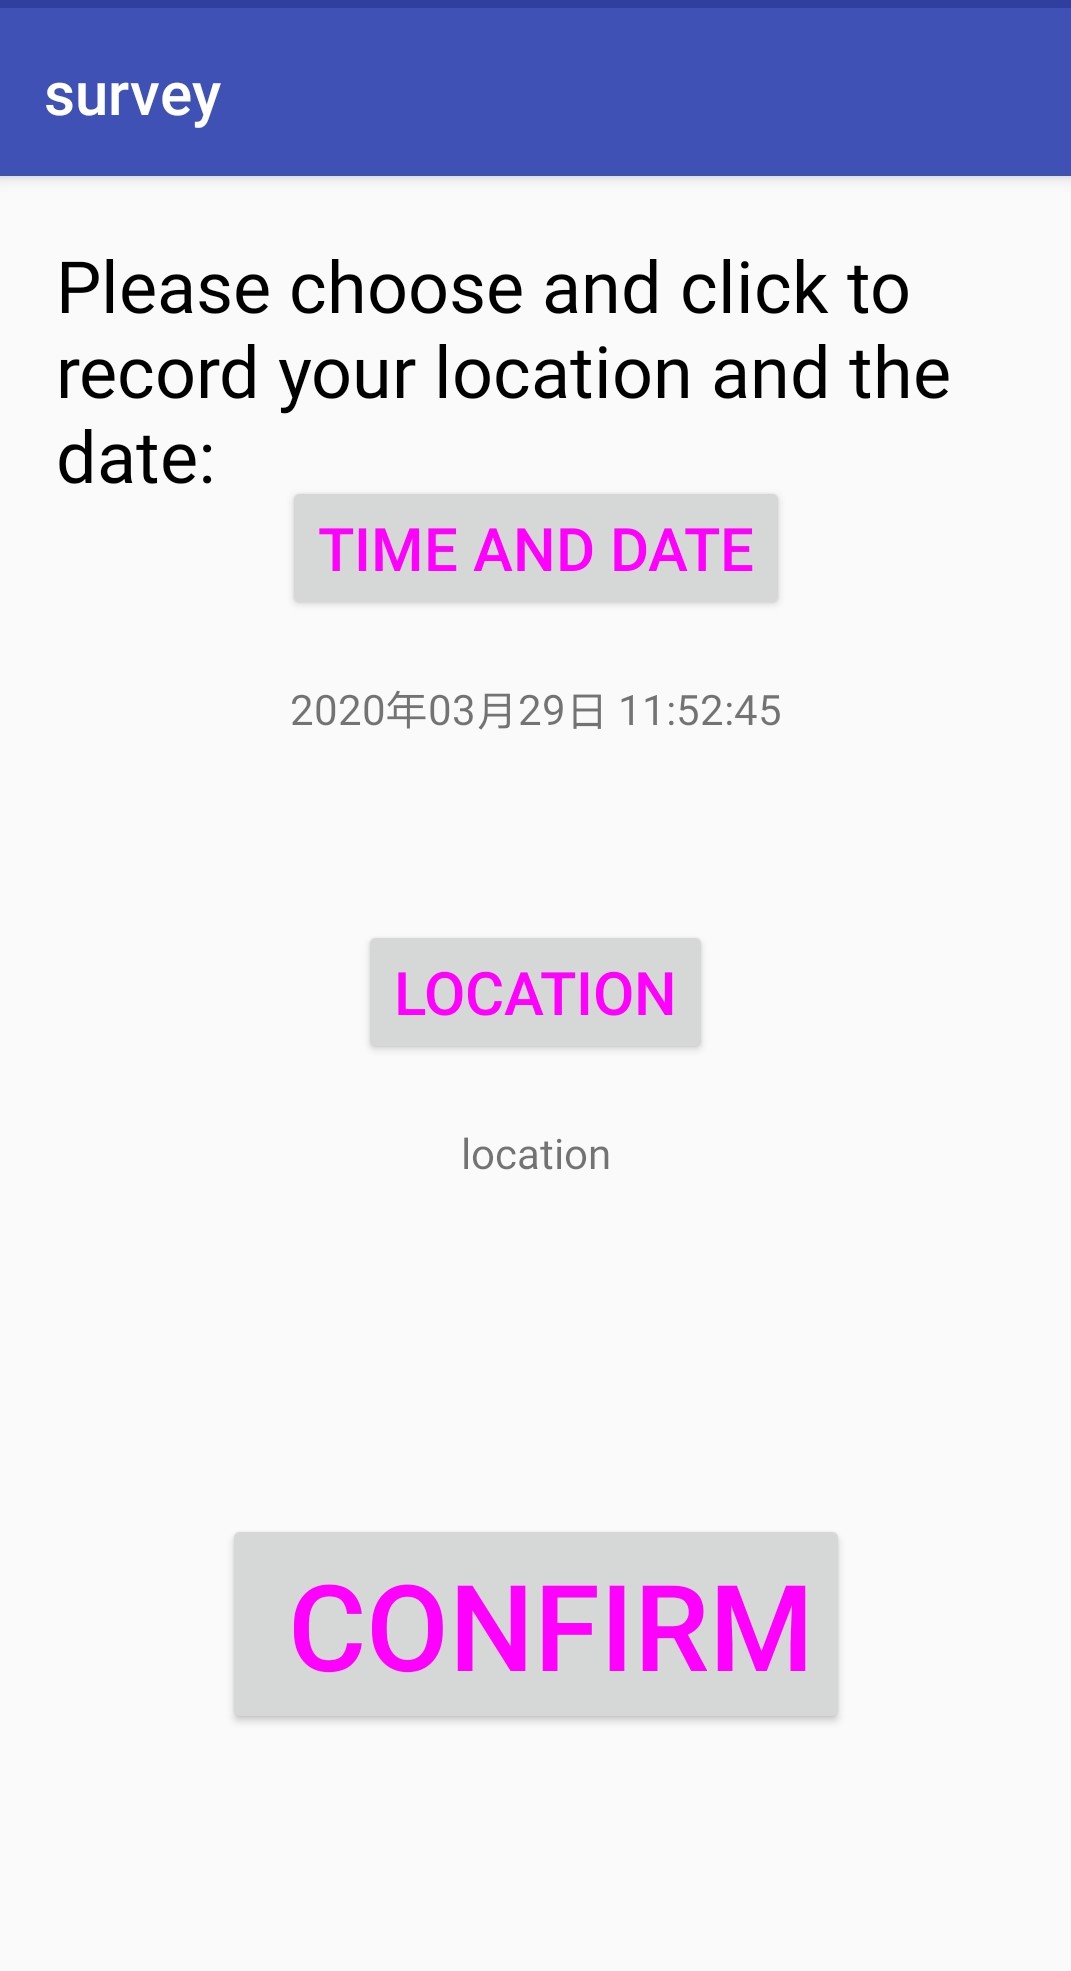 survey
Please choose and click to
record your location and the
date:
TIME AND DATE
2020年03月29日 11:52:45
LOCATION
location
CONFIRM